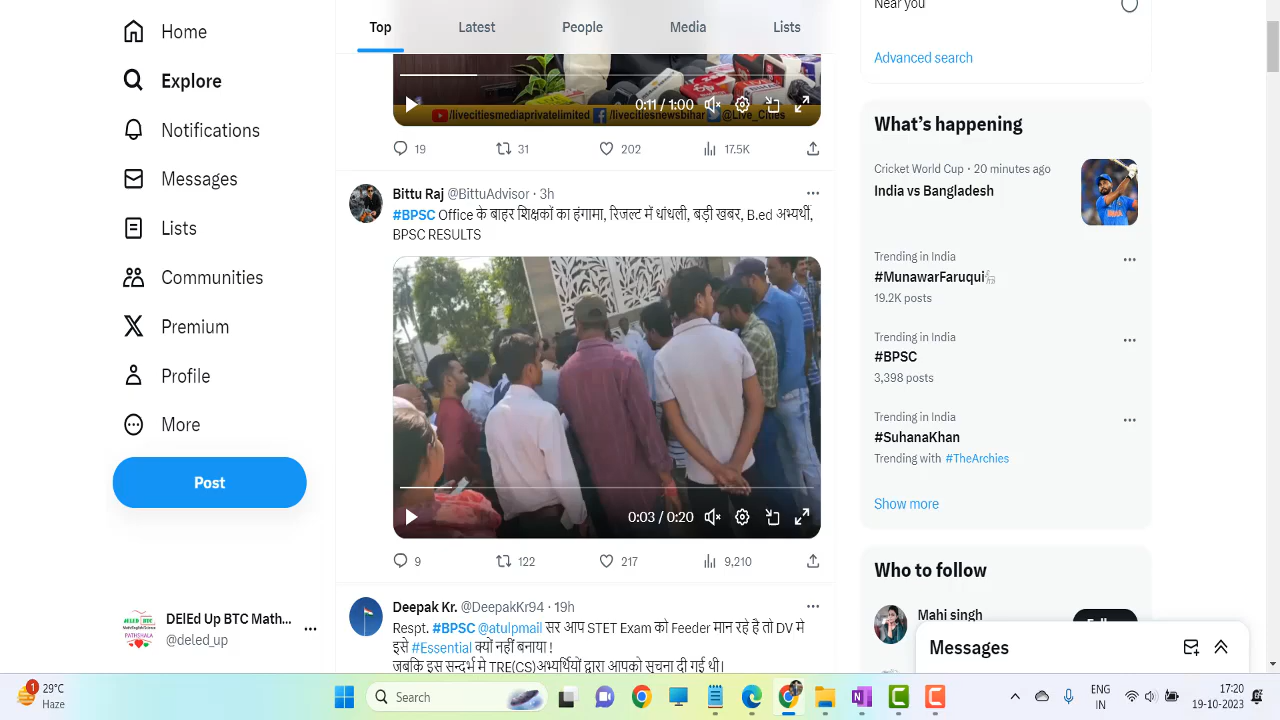 Home
Explore
Notifications
Messages
Lists
Communities
Premium
Profile
More
Post
DElEd Up BTC Math...
@deled_up
Top
Latest
People
Media
Lists
0:11 / 1:00
/livecitiesmediaprivatelimited /livecitiesnewsbihar @Live_Cities
19
31
202
17.5K
Bittu Raj @BittuAdvisor · 3h
#BPSC Office के बाहर शिक्षकों का हंगामा, रिजल्ट में धांधली, बड़ी खबर, B.ed अभ्यर्थी,
BPSC RESULTS
0:03 / 0:20
9
122
217
9,210
Deepak Kr. @DeepakKr94 · 19h
Respt. #BPSC @atulpmail सर आप STET Exam को Feeder मान रहे है तो DV मे
इसे #Essential क्यों नहीं बनाया !
जबकि इस सन्दर्भ मे TRE(CS)अभ्यर्थियों द्वारा आपको सूचना दी गई थी।
Near you
Advanced search
What's happening
Cricket World Cup · 20 minutes ago
India vs Bangladesh
Trending in India
#MunawarFaruqui
19.2K posts
Trending in India
#BPSC
3,398 posts
Trending in India
#SuhanaKhan
Trending with #TheArchies
Show more
Who to follow
Mahi singh
Messages
1
29°C
Haze
Search
ENG
IN
17:20
19-10-2023